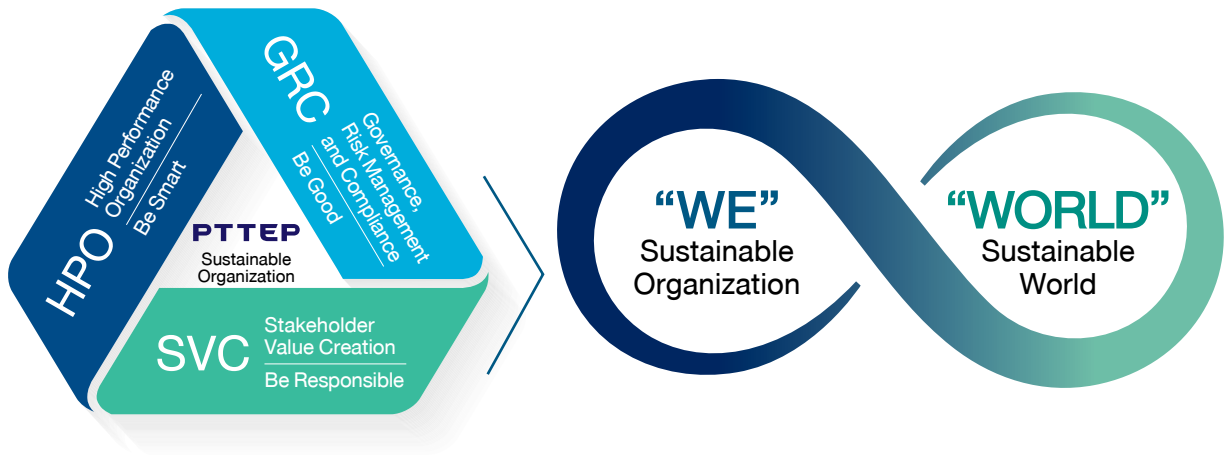 HPO
High Performance
Organization
Be Smart
GRC
Governance,
Risk Management
and Compliance
Be Good
PTTEP
Sustainable
Organization
SVC
Stakeholder
Value Creation
Be Responsible
“WE”
Sustainable
Organization
“WORLD”
Sustainable
World